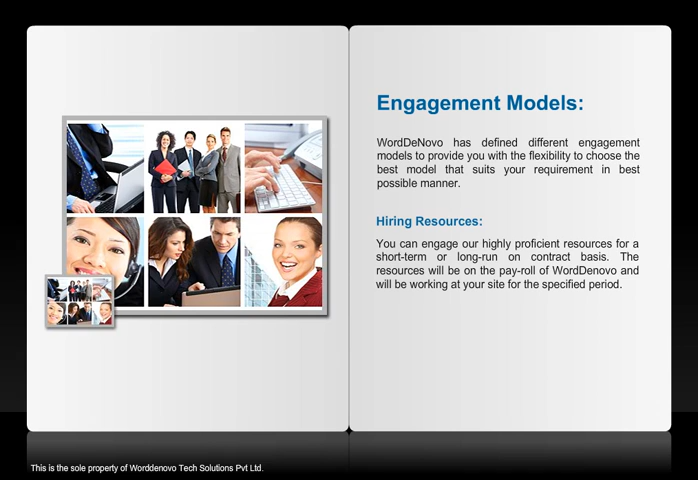 Engagement Models:
WordDeNovo has defined different engagement
models to provide you with the flexibility to choose the
best model that suits your requirement in best
possible manner.
Hiring Resources:
You can engage our highly proficient resources for a
short-term or long-run on contract basis. The
resources will be on the pay-roll of WordDenovo and
will be working at your site for the specified period.
This is the sole property of Worddenovo Tech Solutions Pvt Ltd.